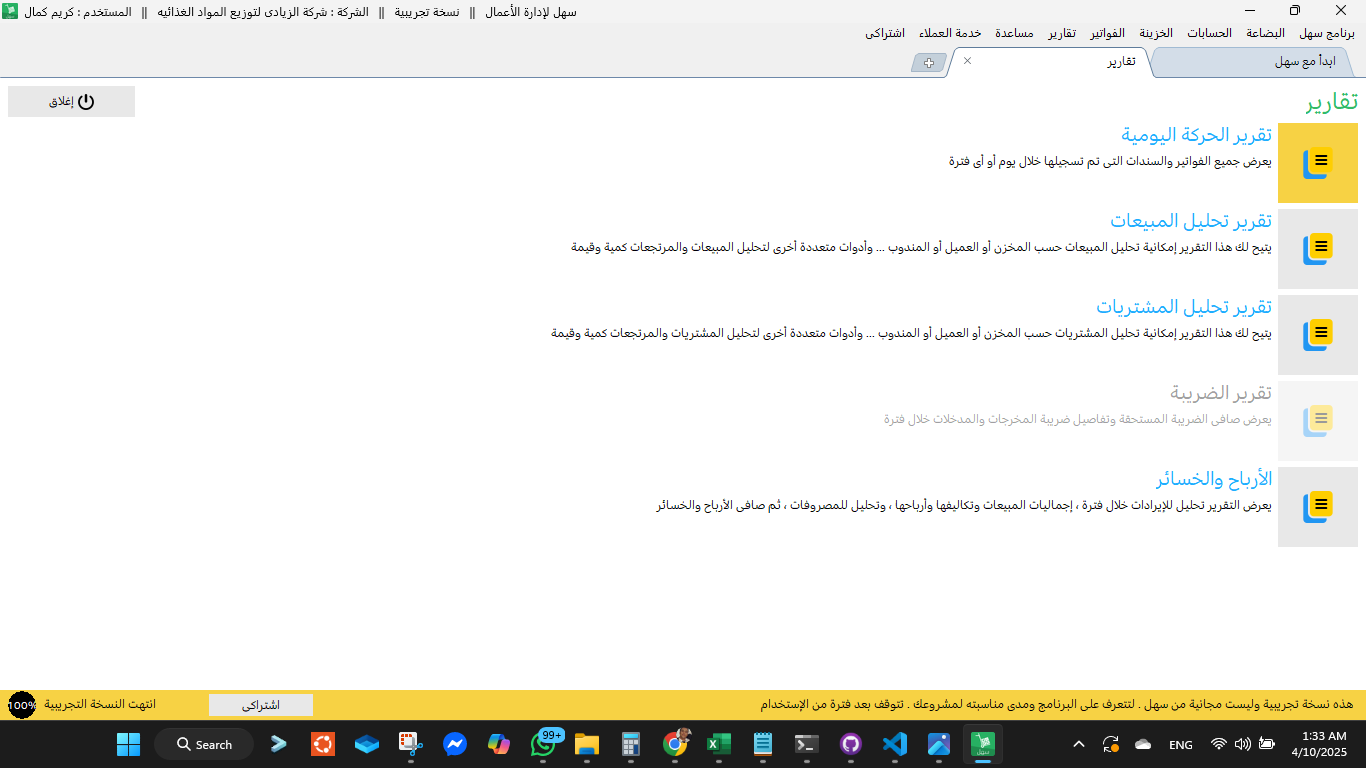 سهل لإدارة الأعمال || نسخة تجريبية || الشركة : شركة الزيادى لتوزيع المواد الغذائيه || المستخدم : كريم كمال
برنامج سهل البضاعة الحسابات الخزينة الفواتير تقارير مساعدة خدمة العملاء اشتراكى
ابدأ مع سهل تقارير
تقارير
إغلاق
تقرير الحركة اليومية
يعرض جميع الفواتير والسندات التى تم تسجيلها خلال يوم أو أى فترة
تقرير تحليل المبيعات
يتيح لك هذا التقرير إمكانية تحليل المبيعات حسب المخزن أو العميل أو المندوب ... وأدوات متعددة أخرى لتحليل المبيعات والمرتجعات كمية وقيمة
تقرير تحليل المشتريات
يتيح لك هذا التقرير إمكانية تحليل المشتريات حسب المخزن أو العميل أو المندوب ... وأدوات متعددة أخرى لتحليل المشتريات والمرتجعات كمية وقيمة
تقرير الضريبة
يعرض صافى الضريبة المستحقة وتفاصيل ضريبة المخرجات والمدخلات خلال فترة
الأرباح والخسائر
يعرض التقرير تحليل للإيرادات خلال فترة ، إجماليات المبيعات وتكاليفها وأرباحها ، وتحليل للمصروفات ، ثم صافى الأرباح والخسائر
هذه نسخة تجريبية وليست مجانية من سهل . لتتعرف على البرنامج ومدى مناسبته لمشروعك . تتوقف بعد فترة من الإستخدام
اشتراكى
انتهت النسخة التجريبية
100%
Search
99+
سهل
ENG
1:33 AM
4/10/2025